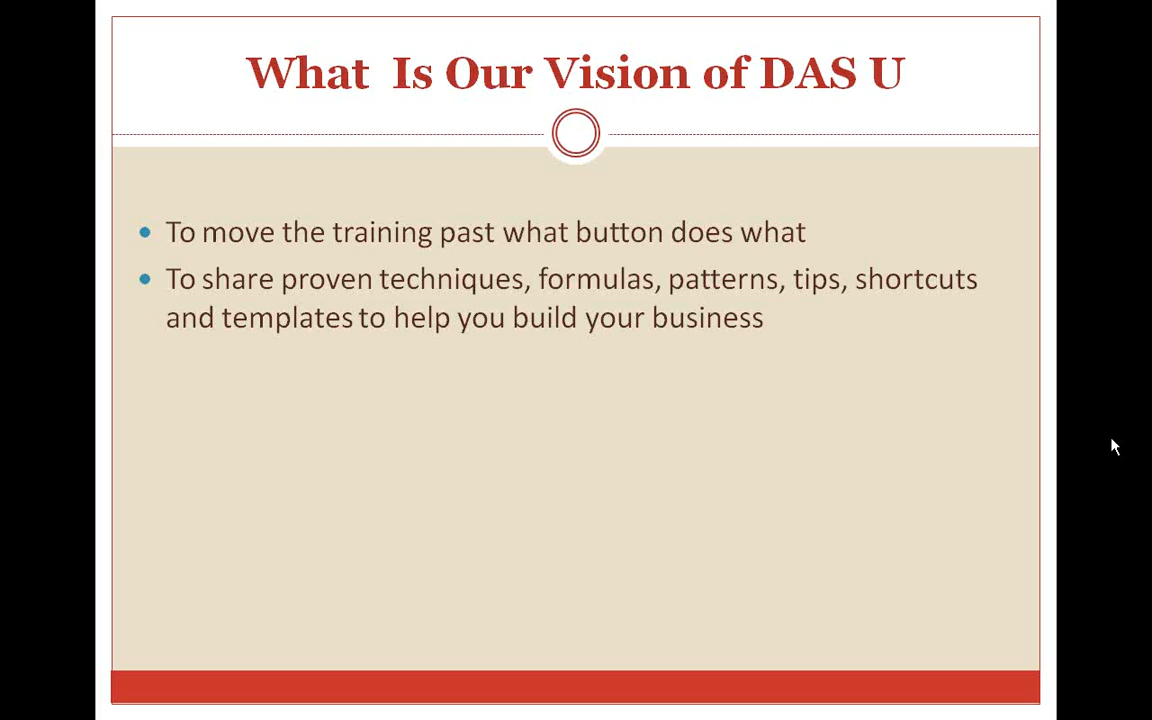 What  Is Our Vision of DAS U
• To move the training past what button does what
• To share proven techniques, formulas, patterns, tips, shortcuts
and templates to help you build your business